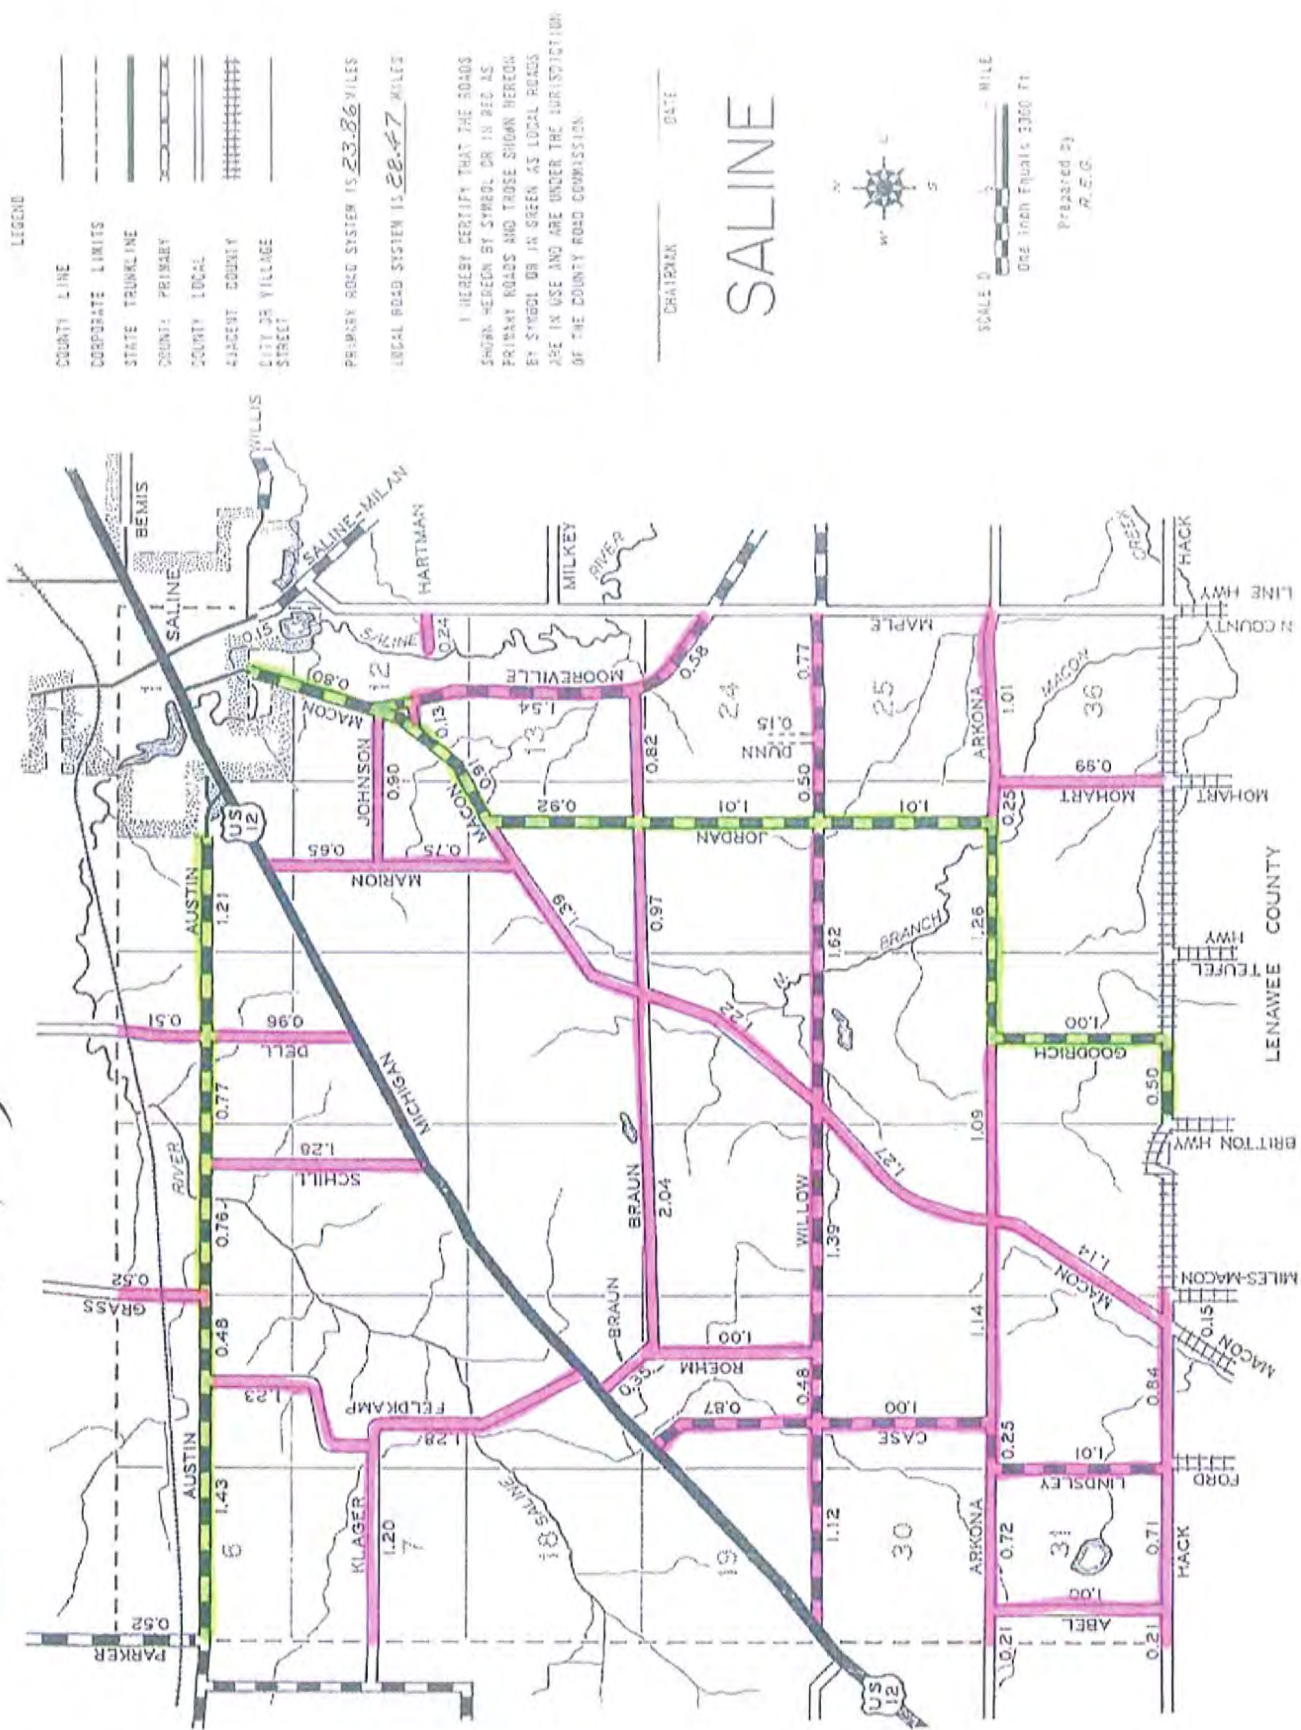 LEGEND
COUNTY LINE
CORPORATE LIMITS
STATE TRUNKLINE
COUNTY PRIMARY
COUNTY LOCAL
ADJACENT COUNTY
CITY OR VILLAGE
STREET
PRIMARY ROAD SYSTEM IS 23.86 MILES
LOCAL ROAD SYSTEM IS 28.47 MILES
I HEREBY CERTIFY THAT THE ROADS
SHOWN HEREON BY SYMBOL OR IN RED AS
PRIMARY ROADS AND THOSE SHOWN HEREON
BY SYMBOL OR IN GREEN AS LOCAL ROADS
ARE IN USE AND ARE UNDER THE JURISDICTION
OF THE COUNTY ROAD COMMISSION
CHAIRMAN DATE
SALINE
N
W E
S
SCALE 0 ½ 1 MILE
One Inch Equals 3300 Ft
Prepared By
R.E.G.
BEMIS
SALINE
WILLIS
SALINE-MILAN
HARTMAN
0.24
MILKEY
RIVER
0.15
MACON
0.80
12
0.13
0.91
MACON
MOOREVILLE
1.54
13
0.58
24
MAPLE
0.77
0.15
DUNN
0.50
25
ARKONA
1.01
36
MACON
CREEK
HACK
N COUNTY
LINE HWY
JOHNSON
0.90
0.65
MARION
0.75
0.92
0.82
1.01
JORDAN
1.01
0.25
0.99
MOHART
MOHART
US
12
AUSTIN
1.21
1.39
0.97
1.62
BRANCH
1.26
TEUFEL
HWY
LENAWEE COUNTY
0.51
0.96
DELL
0.77
MICHIGAN
1.22
1.00
GOODRICH
0.50
BRITTON HWY
RIVER
1.28
SCHILL
0.76
BRAUN
2.04
WILLOW
1.39
1.27
1.09
0.52
GRASS
0.48
BRAUN
0.35
1.00
ROEHM
0.48
1.14
1.14
MACON
MILES-MACON
0.15
MACON
AUSTIN
1.43
1.23
FELDKAMP
1.28
0.87
1.00
CASE
0.25
0.84
1.01
LINDSLEY
FORD
6
KLAGER
1.20
7
SALINE
18
19
1.12
30
ARKONA
0.72
31
0.71
HACK
PARKER
0.52
0.21
1.00
ABEL
0.21
US
12